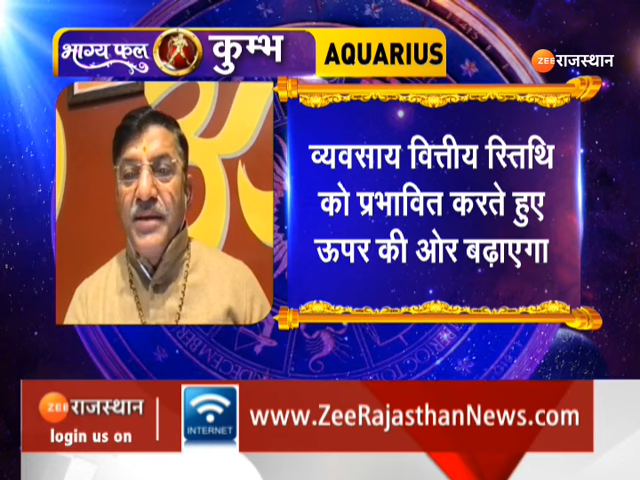 भाग्य फल कुम्भ AQUARIUS
ZEE राजस्थान
व्यवसाय वित्तीय स्तिथि
को प्रभावित करते हुए
ऊपर की ओर बढ़ाएगा
ZEE राजस्थान
login us on
INTERNET
www.ZeeRajasthanNews.com